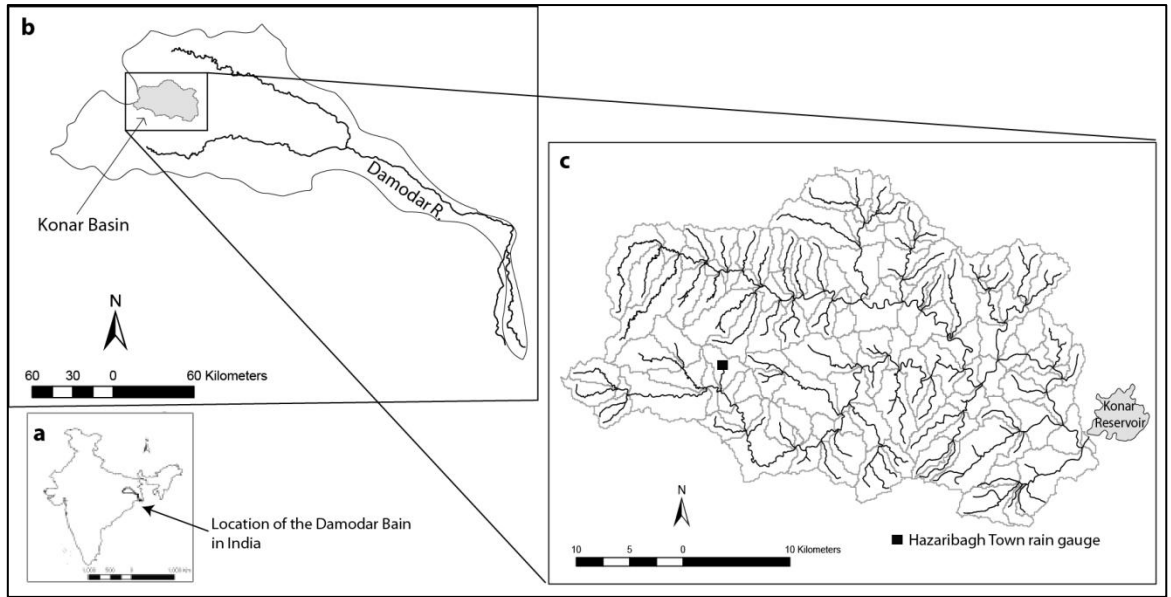 b
Konar Basin
Damodar R.
N
60 30 0 60 Kilometers
a
Location of the Damodar Bain
in India
c
Konar
Reservoir
N
10 5 0 10 Kilometers
Hazaribagh Town rain gauge